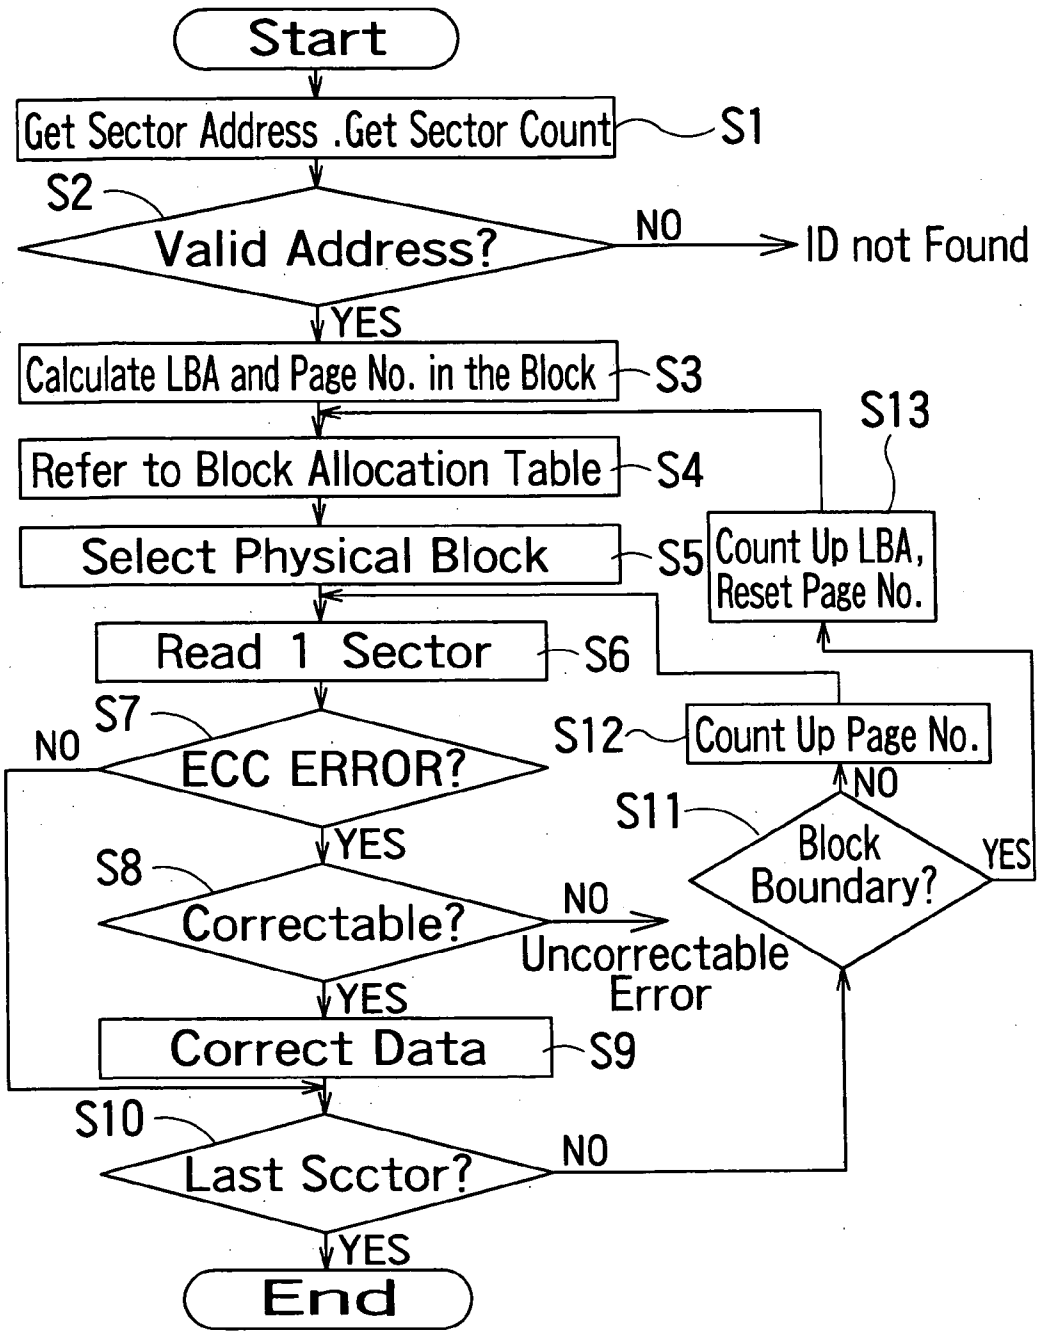 Start
Get Sector Address .Get Sector Count
S1
S2
Valid Address?
NO
ID not Found
YES
Calculate LBA and Page No. in the Block
S3
S13
Refer to Block Allocation Table
S4
Select Physical Block
S5
Count Up LBA,
Reset Page No.
Read 1 Sector
S6
S7
NO
ECC ERROR?
S12
Count Up Page No.
NO
S11
YES
Block
Boundary?
YES
S8
Correctable?
NO
Uncorrectable
Error
YES
Correct Data
S9
S10
Last Scctor?
NO
YES
End